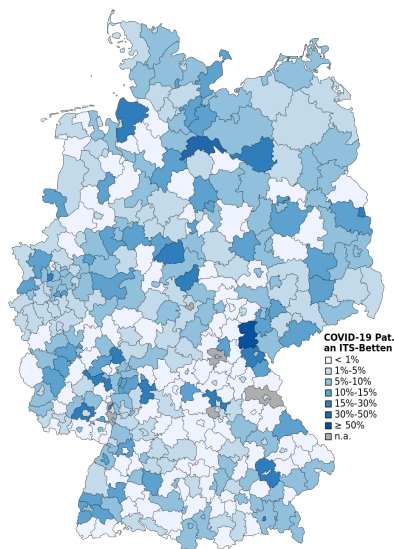 COVID-19 Pat.
an ITS-Betten
< 1%
1%-5%
5%-10%
10%-15%
15%-30%
30%-50%
≥ 50%
n.a.